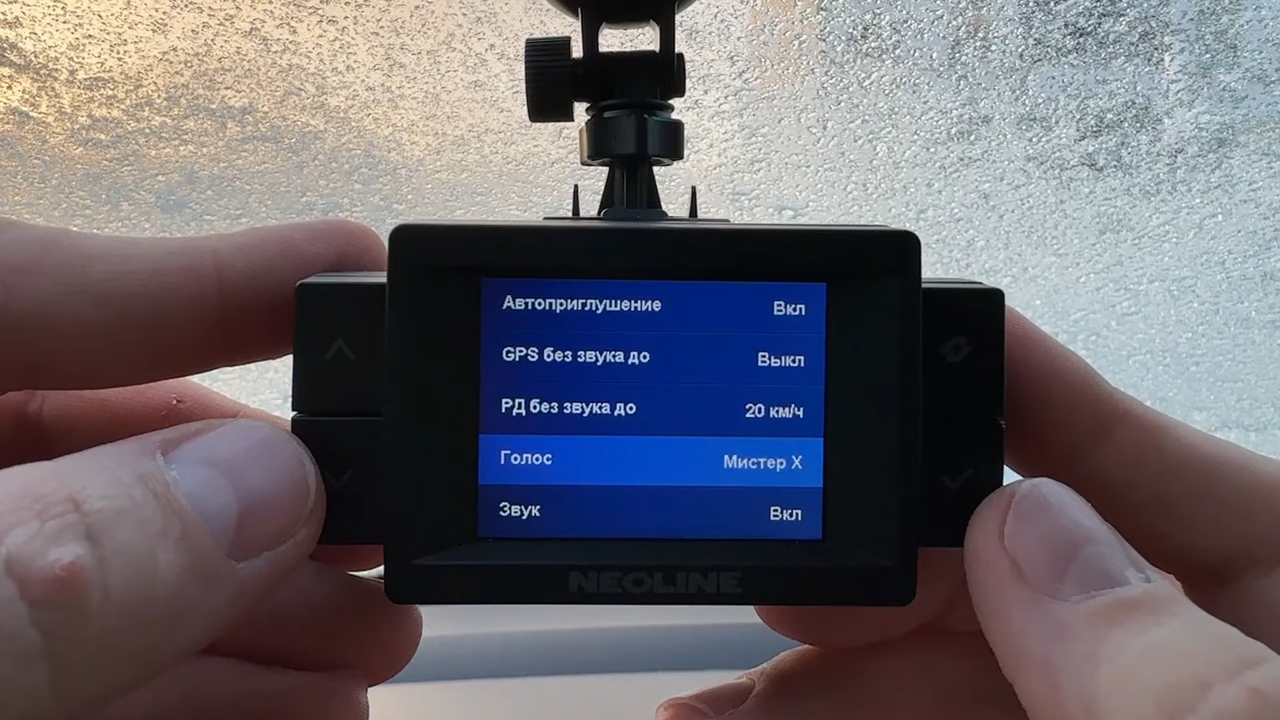 Автоприглушение Вкл
GPS без звука до Выкл
РД без звука до 20 км/ч
Голос Мистер X
Звук Вкл
NEOLINE